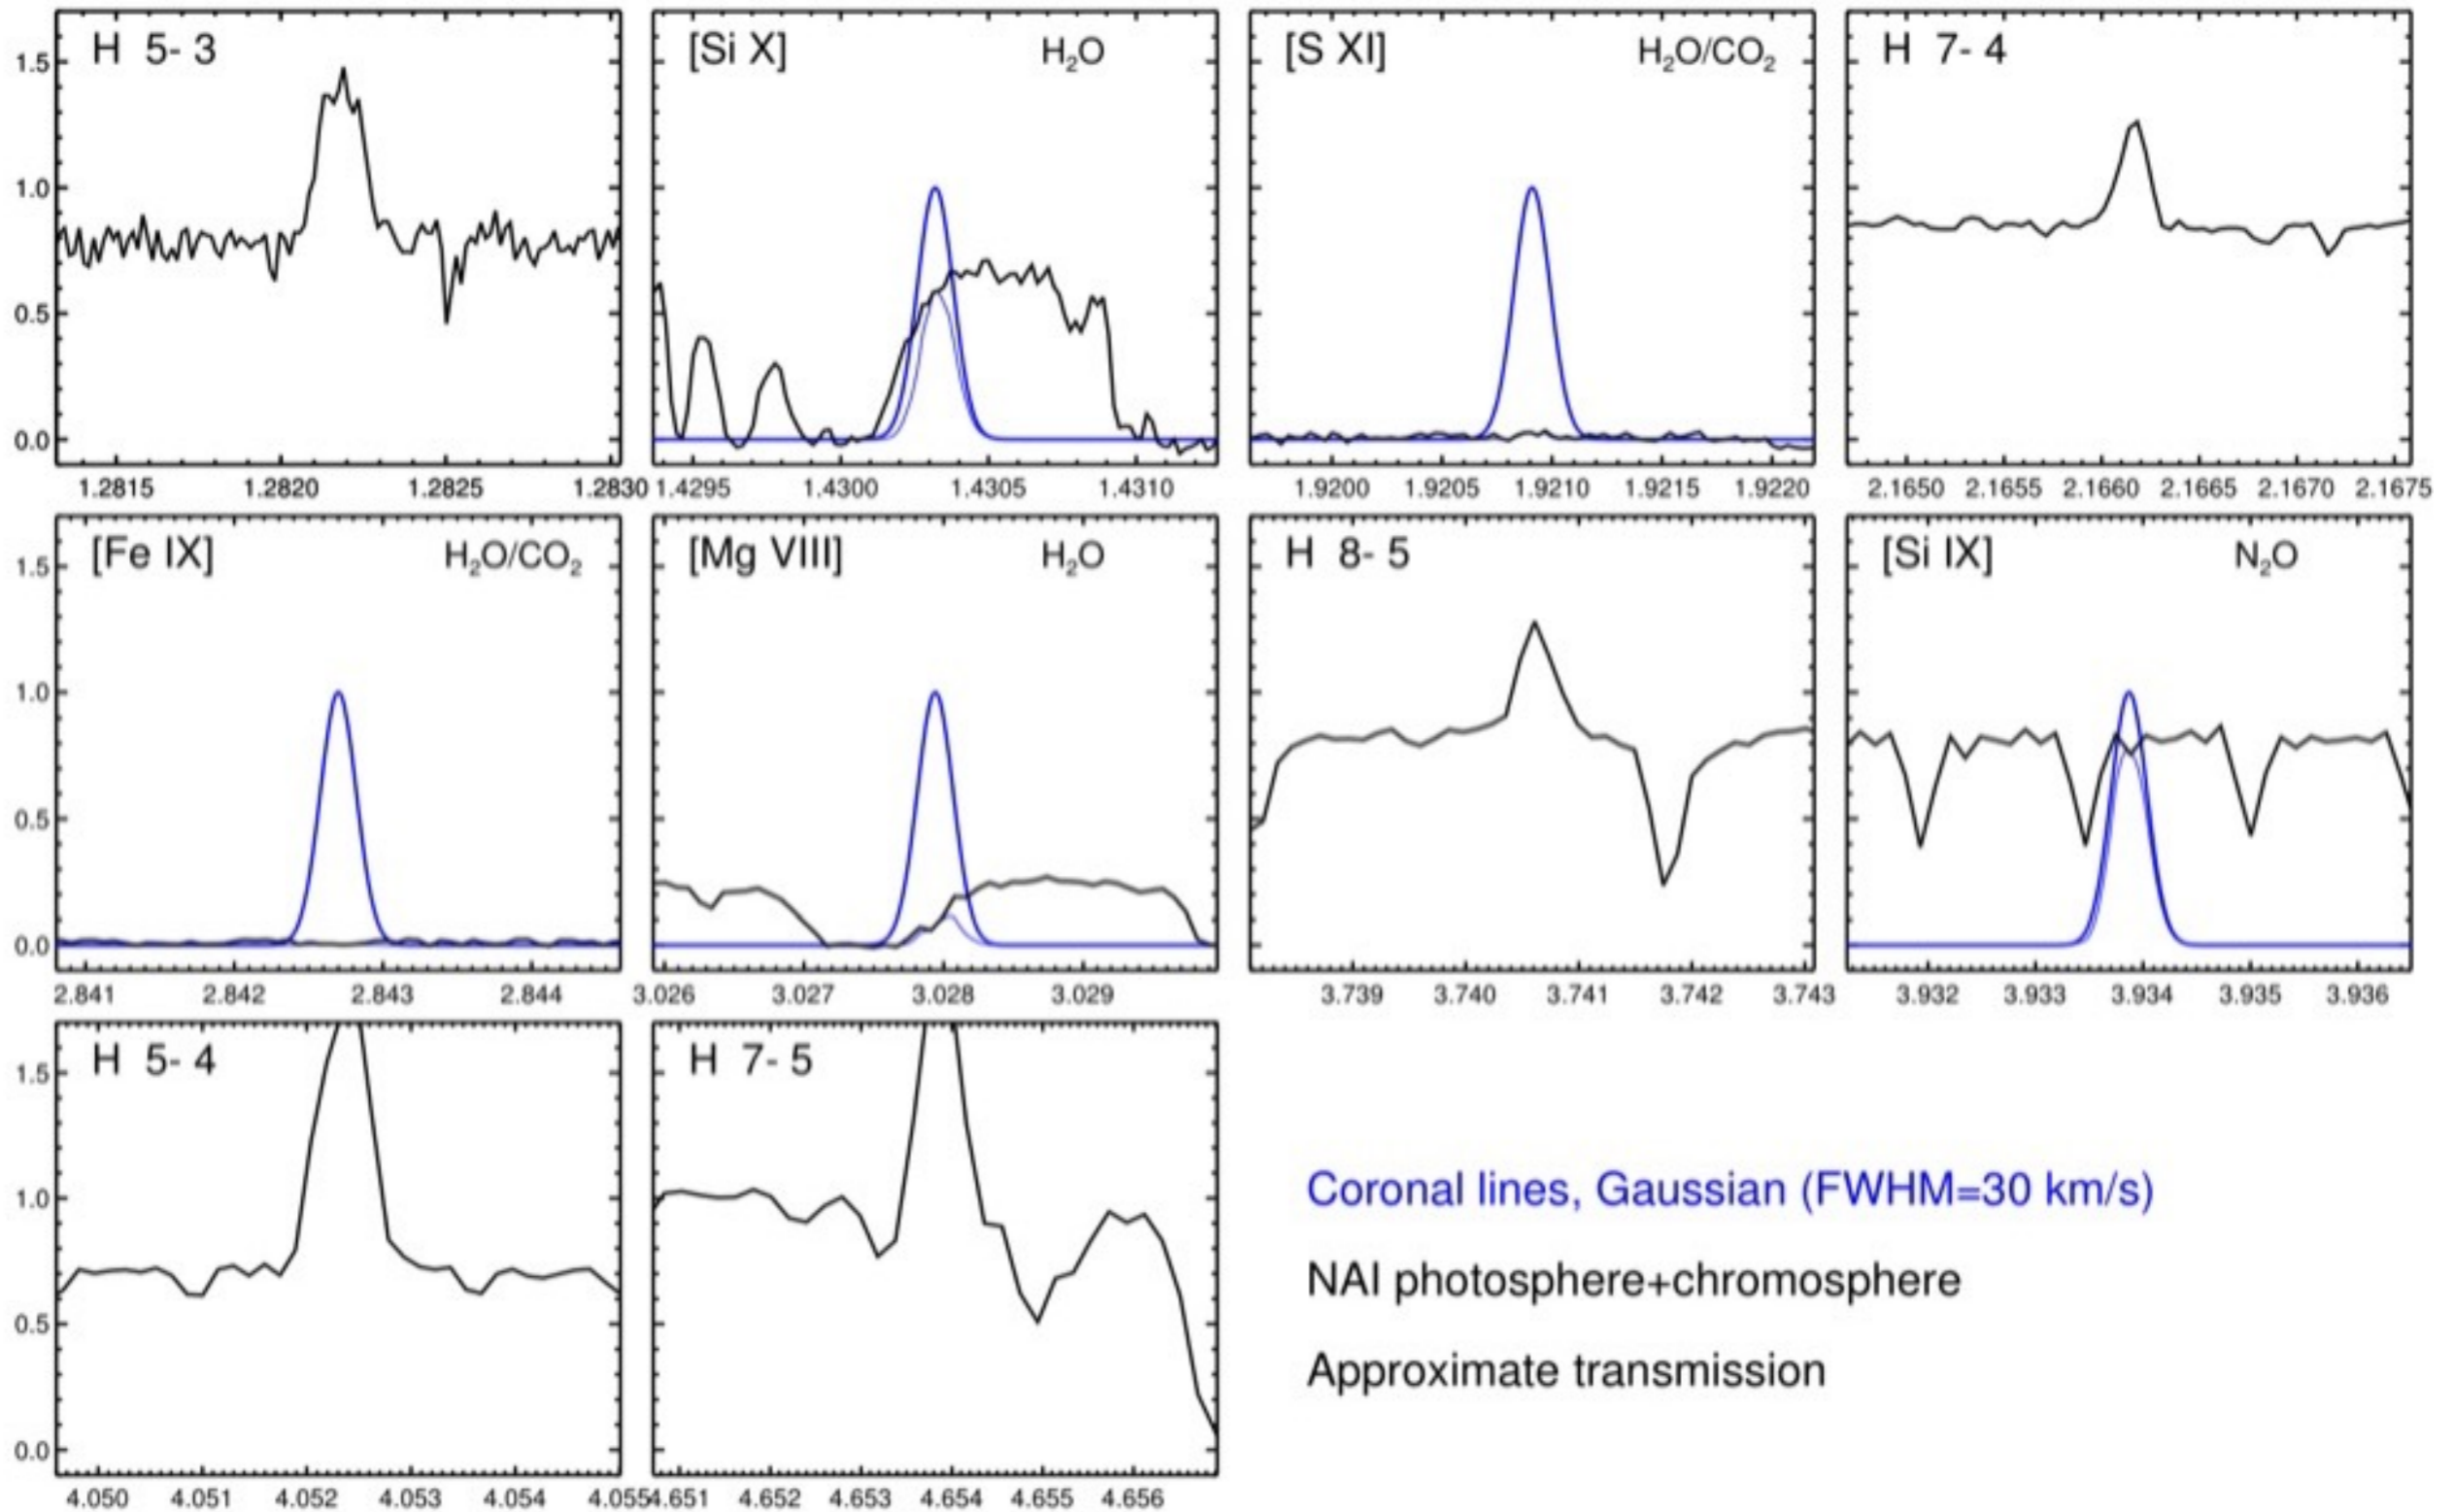 H 5- 3
[Si X] H₂O
[S XI] H₂O/CO₂
H 7- 4
1.5
1.0
0.5
0.0
1.2815 1.2820 1.2825 1.2830
1.4295 1.4300 1.4305 1.4310
1.9200 1.9205 1.9210 1.9215 1.9220
2.1650 2.1655 2.1660 2.1665 2.1670 2.1675
[Fe IX] H₂O/CO₂
[Mg VIII] H₂O
H 8- 5
[Si IX] N₂O
1.5
1.0
0.5
0.0
2.841 2.842 2.843 2.844
3.026 3.027 3.028 3.029
3.739 3.740 3.741 3.742 3.743
3.932 3.933 3.934 3.935 3.936
H 5- 4
H 7- 5
1.5
1.0
0.5
0.0
4.050 4.051 4.052 4.053 4.054 4.055
4.651 4.652 4.653 4.654 4.655 4.656
Coronal lines, Gaussian (FWHM=30 km/s)
NAI photosphere+chromosphere
Approximate transmission